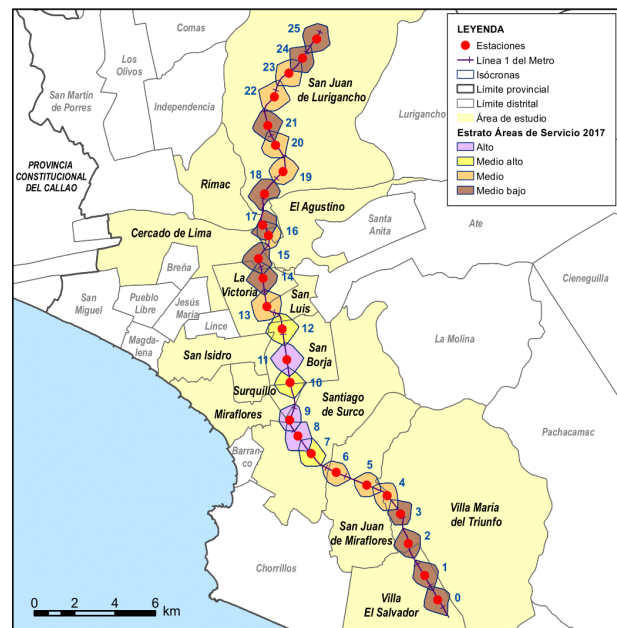 Comas
Los
Olivos
San Martín
de Porres
Independencia
San Juan
de Lurigancho
Lurigancho
PROVINCIA
CONSTITUCIONAL
DEL CALLAO
Rímac
El Agustino
Santa
Anita
Ate
Cercado de Lima
Breña
La
Victoria
San
Luis
Cieneguilla
San
Miguel
Pueblo
Libre
Jesús
María
Lince
Magda-
lena
San Isidro
San
Borja
La Molina
Surquillo
Miraflores
Santiago
de Surco
Pachacamac
Barran-
co
San Juan
de Miraflores
Villa María
del Triunfo
Chorrillos
Villa
El Salvador
25
24
23
22
21
20
19
18
17
16
15
14
13
12
11
10
9
8
7
6
5
4
3
2
1
0
LEYENDA
Estaciones
Línea 1 del Metro
Isócronas
Límite provincial
Límite distrital
Área de estudio
Estrato Áreas de Servicio 2017
Alto
Medio alto
Medio
Medio bajo
0 2 4 6
km